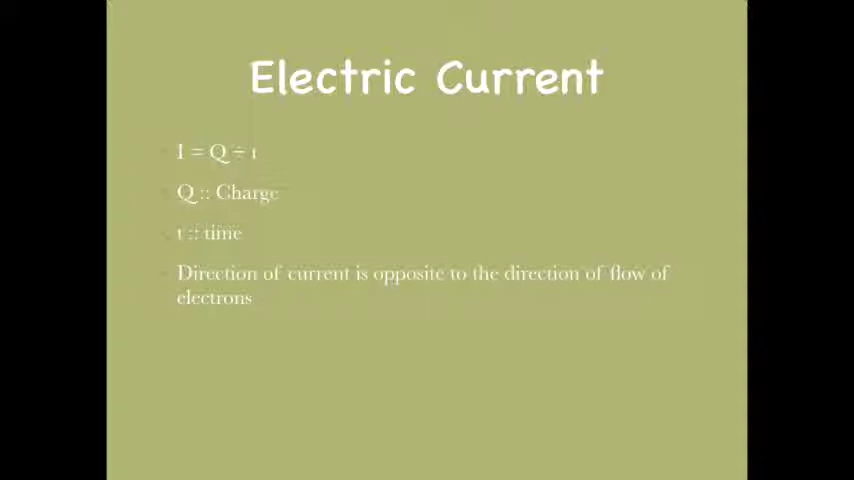 Electric Current
I = Q ÷ t
Q :: Charge
t :: time
Direction of current is opposite to the direction of flow of
electrons